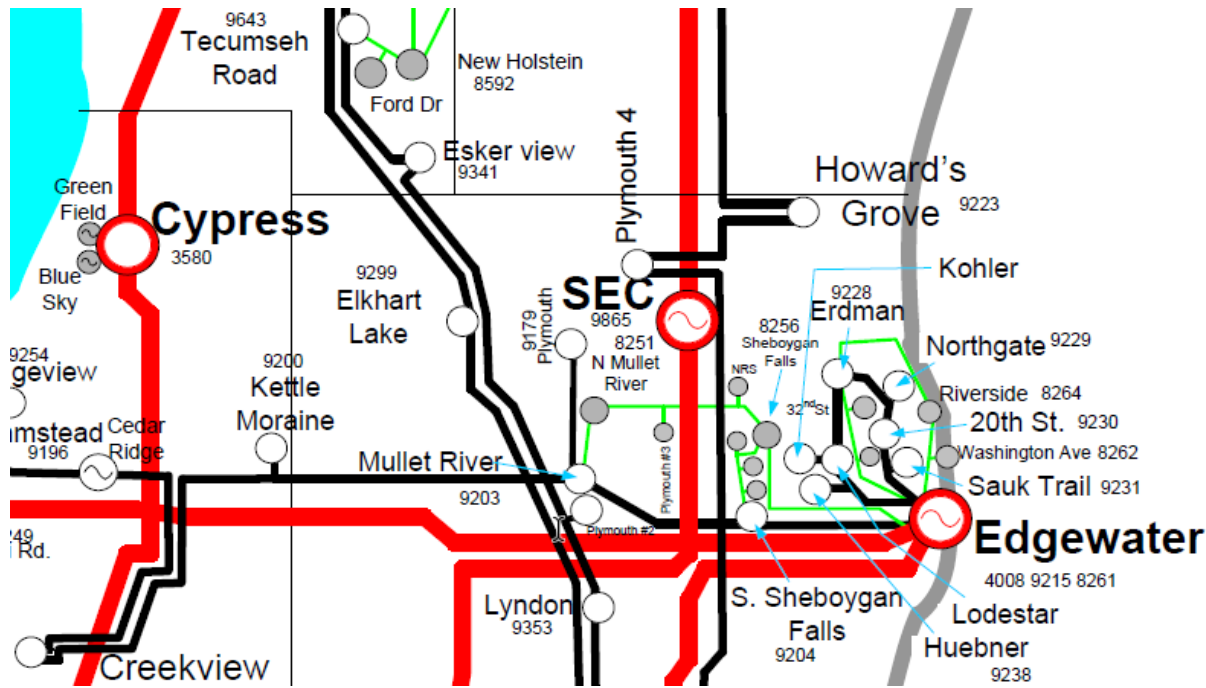 9643
Tecumseh
Road
New Holstein
8592
Ford Dr
Esker view
9341
Plymouth 4
Howard's
Grove 9223
Green
Field
Cypress
3580
Blue
Sky
9299
Elkhart
Lake
9179
Plymouth
SEC
9865
8251
N Mullet
River
8256
Sheboygan
Falls
NRS
Kohler
9228
Erdman
Northgate 9229
Riverside 8264
32nd St
20th St. 9230
Washington Ave 8262
Sauk Trail 9231
9254
geview
9200
Kettle
Moraine
amstead
9196
Cedar
Ridge
Mullet River
9203
Plymouth #3
Plymouth #2
249
i Rd.
Edgewater
4008 9215 8261
Lyndon
9353
S. Sheboygan
Falls
9204
Lodestar
Huebner
9238
Creekview